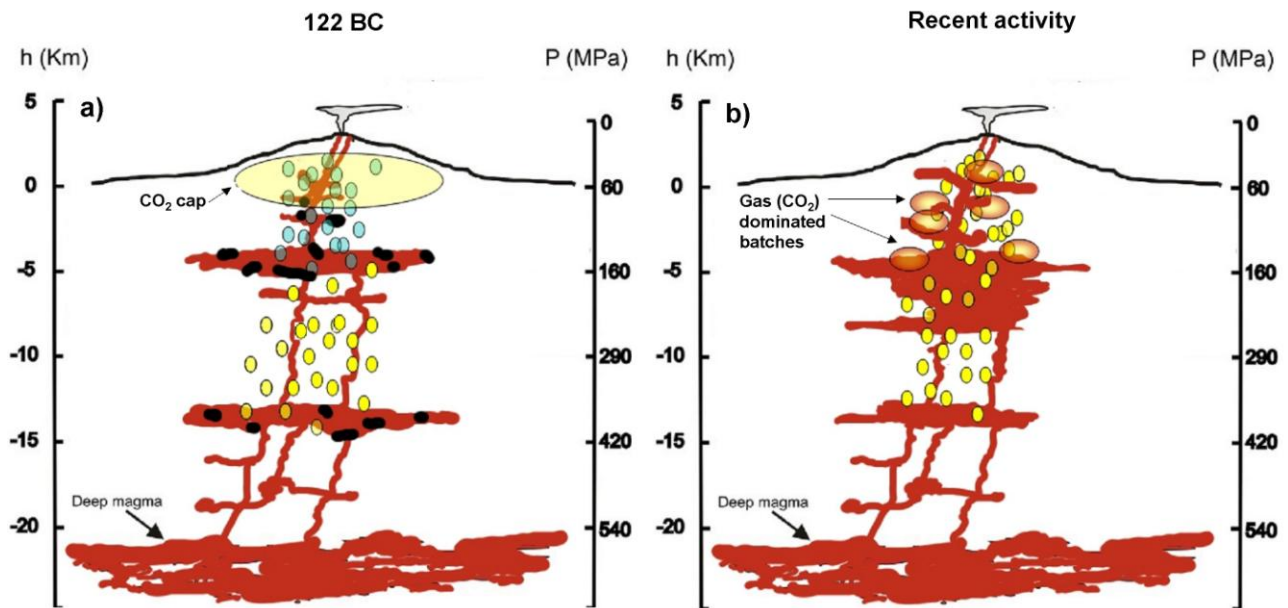 122 BC
Recent activity
h (Km)
P (MPa)
h (Km)
P (MPa)
a)
5
0
-5
-10
-15
-20
0
60
160
290
420
540
CO₂ cap
Deep magma
b)
5
0
-5
-10
-15
-20
0
60
160
290
420
540
Gas (CO₂)
dominated
batches
Deep magma